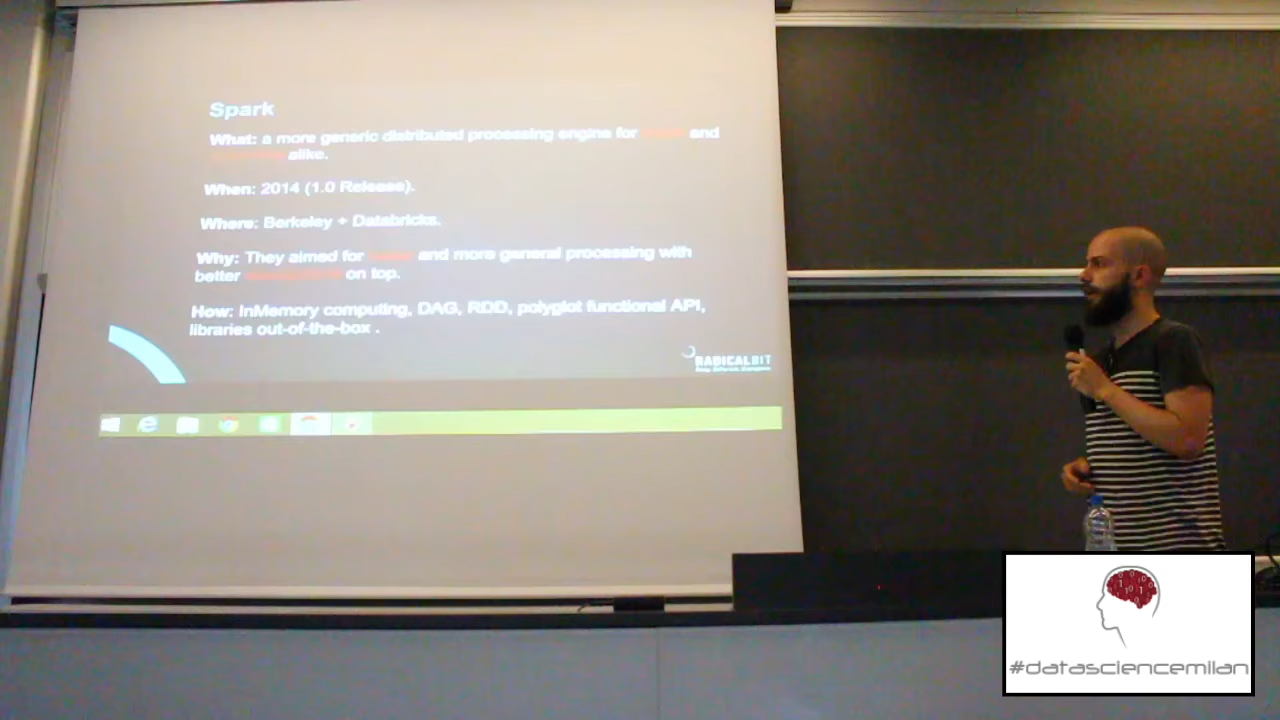 Spark
What: a more generic distributed processing engine for and
alike.
When: 2014 (1.0 Release).
Where: Berkeley + Databricks.
Why: They aimed for and more general processing with
better on top.
How: InMemory computing, DAG, RDD, polyglot functional API,
libraries out-of-the-box .
RADICALBIT
#datasciencemilan